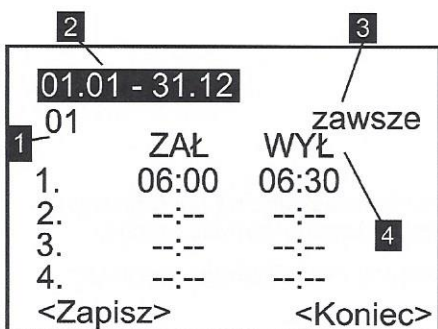 2 3
01.01 - 31.12
01 zawsze
1 ZAŁ WYŁ
1. 06:00 06:30
2. --:-- --:--
3. --:-- --:-- 4
4. --:-- --:--
<Zapisz> <Koniec>